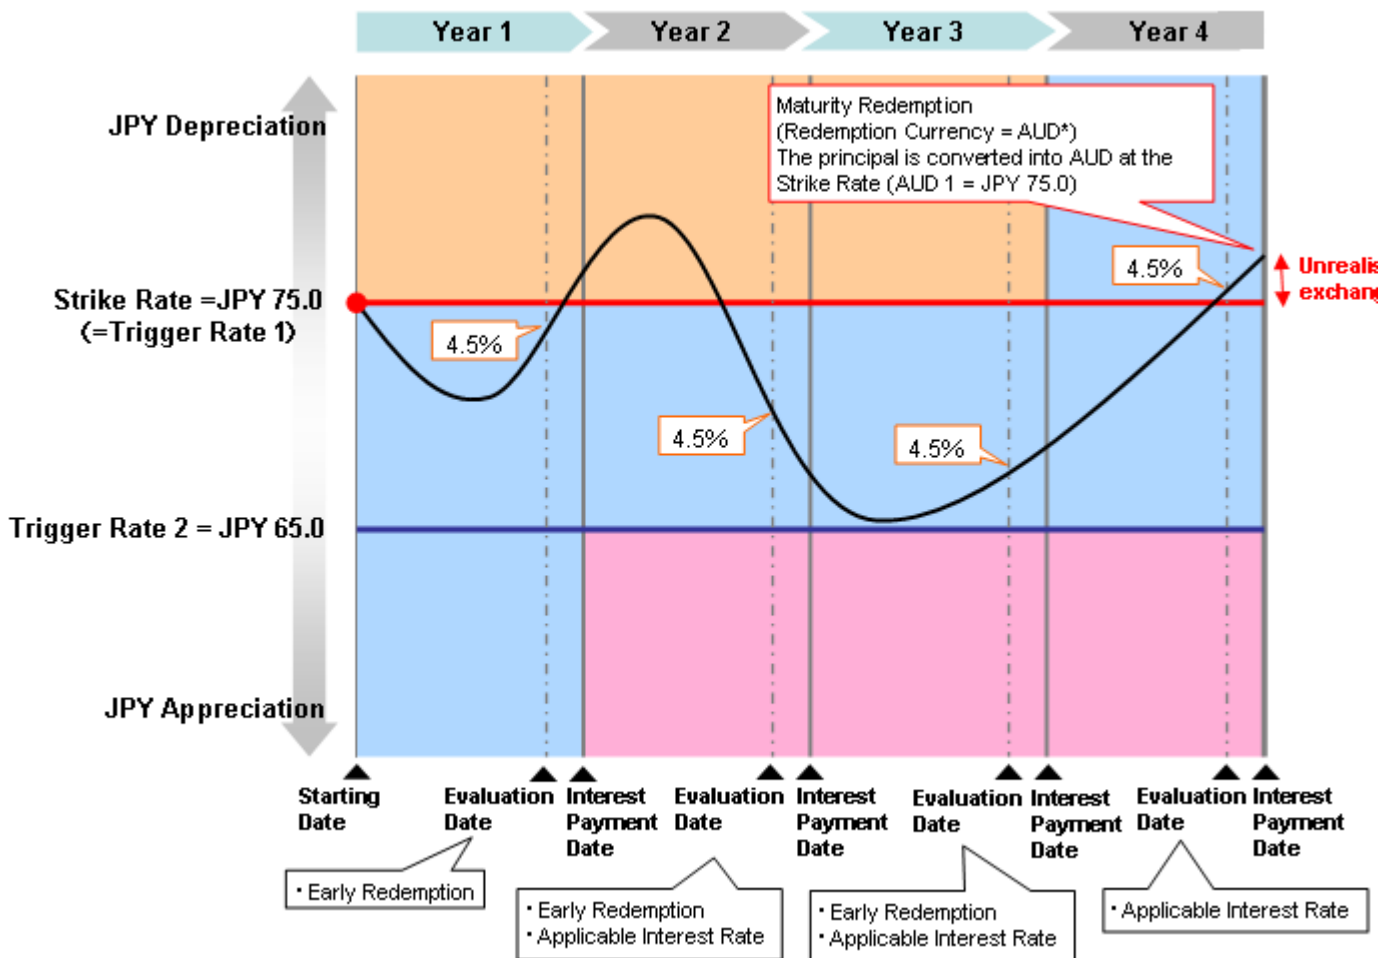 Year 1
Year 2
Year 3
Year 4
JPY Depreciation
Maturity Redemption
(Redemption Currency = AUD*)
The principal is converted into AUD at the
Strike Rate (AUD 1 = JPY 75.0)
4.5%
Strike Rate =JPY 75.0
(=Trigger Rate 1)
exchang
4.5%
4.5%
4.5%
Trigger Rate 2 = JPY 65.0
JPY Appreciation
Starting
Date
Evaluation
Date
Interest
Payment
Date
Evaluation
Date
Interest
Payment
Date
Evaluation
Date
Interest
Payment
Date
Evaluation
Date
Interest
Payment
Date
・Early Redemption
・Early Redemption
・Applicable Interest Rate
・Early Redemption
・Applicable Interest Rate
・Applicable Interest Rate